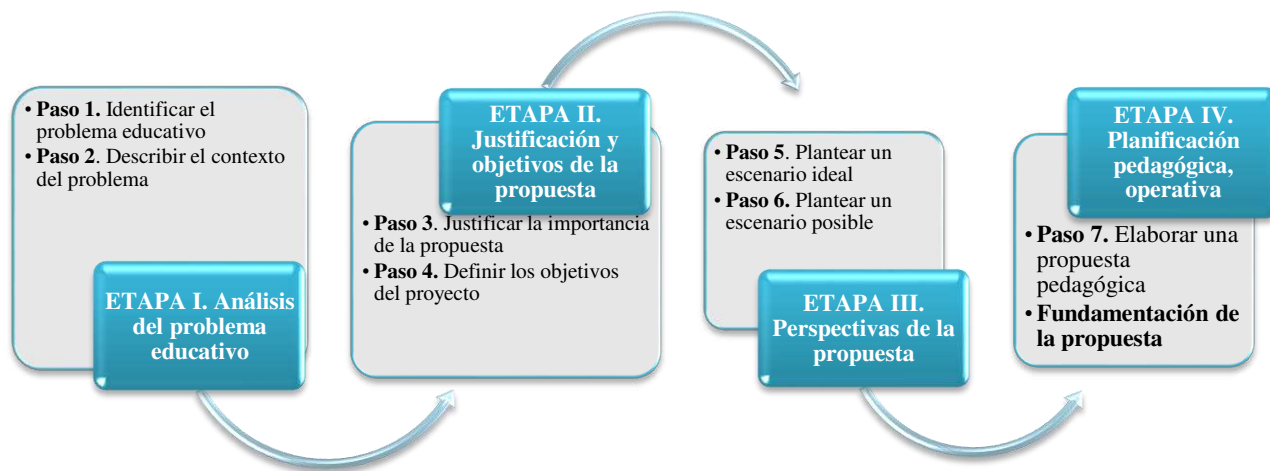 • Paso 1. Identificar el
problema educativo
• Paso 2. Describir el contexto
del problema
ETAPA I. Análisis
del problema
educativo
ETAPA II.
Justificación y
objetivos de la
propuesta
• Paso 3. Justificar la importancia
de la propuesta
• Paso 4. Definir los objetivos
del proyecto
• Paso 5. Plantear un
escenario ideal
• Paso 6. Plantear un
escenario posible
ETAPA III.
Perspectivas de la
propuesta
ETAPA IV.
Planificación
pedagógica,
operativa
• Paso 7. Elaborar una
propuesta
pedagógica
• Fundamentación de
la propuesta